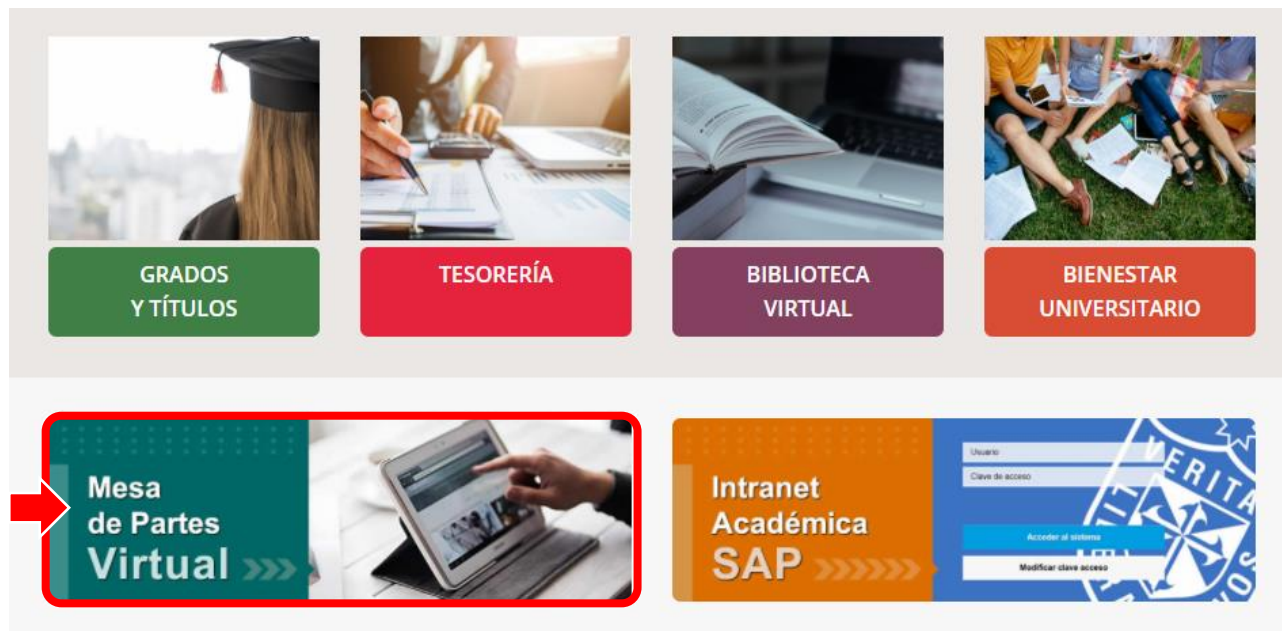 GRADOS
Y TÍTULOS
TESORERÍA
BIBLIOTECA
VIRTUAL
BIENESTAR
UNIVERSITARIO
Mesa
de Partes
Virtual
Intranet
Académica
SAP
Usuario
Clave de acceso
Acceder al sistema
Modificar clave acceso
VERITA